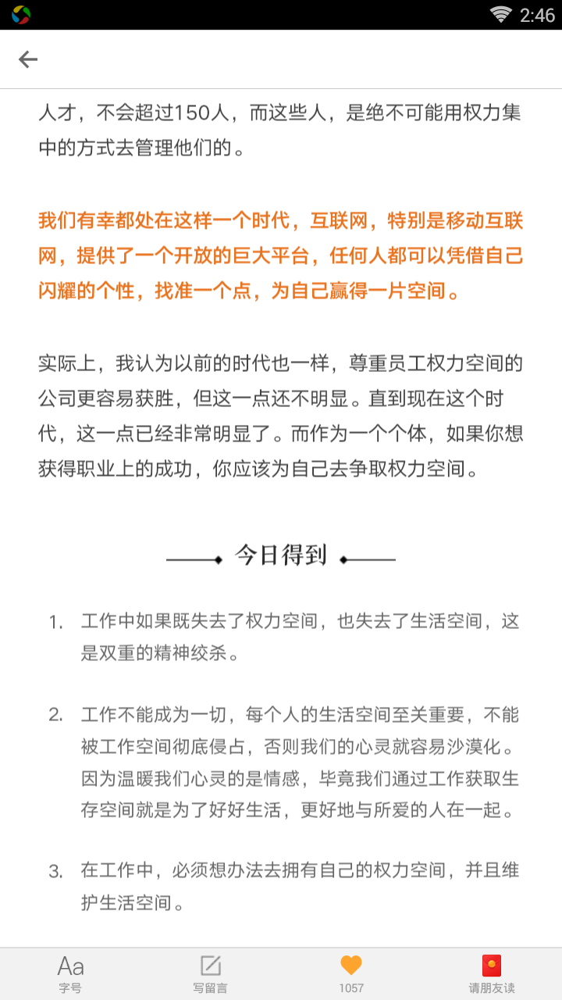 2:46
人才，不会超过150人，而这些人，是绝不可能用权力集
中的方式去管理他们的。
我们有幸都处在这样一个时代，互联网，特别是移动互联
网，提供了一个开放的巨大平台，任何人都可以凭借自己
闪耀的个性，找准一个点，为自己赢得一片空间。
实际上，我认为以前的时代也一样，尊重员工权力空间的
公司更容易获胜，但这一点还不明显。直到现在这个时
代，这一点已经非常明显了。而作为一个个体，如果你想
获得职业上的成功，你应该为自己去争取权力空间。
今日得到
1. 工作中如果既失去了权力空间，也失去了生活空间，这
是双重的精神绞杀。
2. 工作不能成为一切，每个人的生活空间至关重要，不能
被工作空间彻底侵占，否则我们的心灵就容易沙漠化。
因为温暖我们心灵的是情感，毕竟我们通过工作获取生
存空间就是为了好好生活，更好地与所爱的人在一起。
3. 在工作中，必须想办法去拥有自己的权力空间，并且维
护生活空间。
Aa
字号
写留言
1057
请朋友读